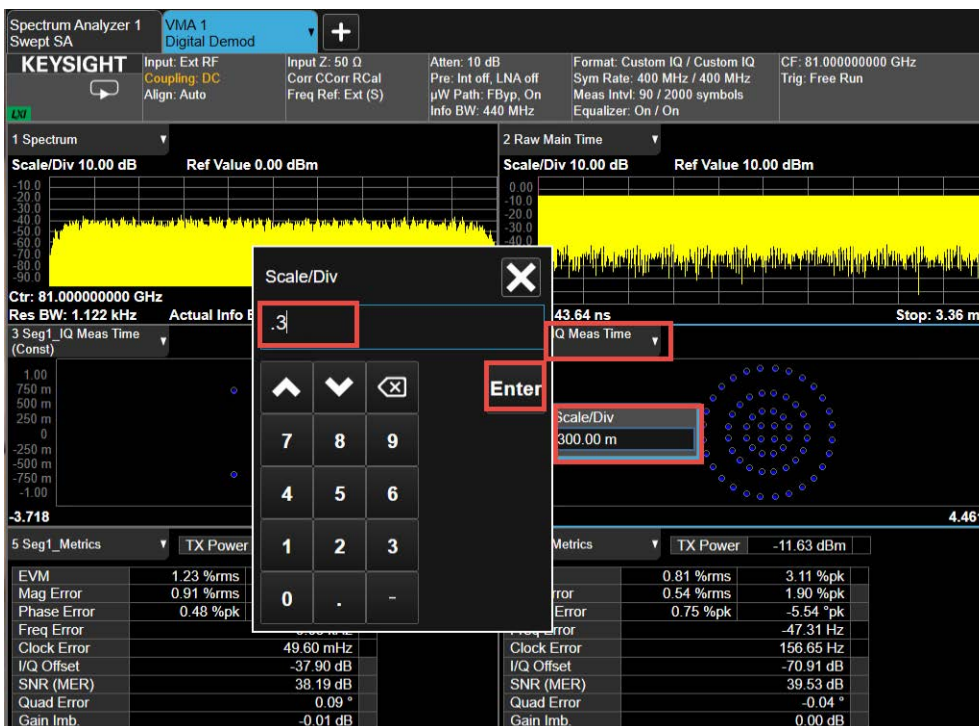 Spectrum Analyzer 1
Swept SA
VMA 1
Digital Demod
KEYSIGHT
LXI
Input: Ext RF
Coupling: DC
Align: Auto
Input Z: 50 Ω
Corr CCorr RCal
Freq Ref: Ext (S)
Atten: 10 dB
Pre: Int off, LNA off
µW Path: FByp, On
Info BW: 440 MHz
Format: Custom IQ / Custom IQ
Sym Rate: 400 MHz / 400 MHz
Meas Intvl: 90 / 2000 symbols
Equalizer: On / On
CF: 81.000000000 GHz
Trig: Free Run
1 Spectrum
Scale/Div 10.00 dB Ref Value 0.00 dBm
-10.0
-20.0
-30.0
-40.0
-50.0
-60.0
-70.0
-80.0
-90.0
Ctr: 81.000000000 GHz
Res BW: 1.122 kHz Actual Info
2 Raw Main Time
Scale/Div 10.00 dB Ref Value 10.00 dBm
0.00
-10.0
-20.0
-30.0
-40.0
43.64 ns Stop: 3.36 m
3 Seg1_IQ Meas Time
(Const)
1.00
750 m
500 m
250 m
0
-250 m
-500 m
-750 m
-1.00
-3.718
IQ Meas Time
Scale/Div
300.00 m
4.46
Scale/Div
.3
Enter
7 8 9
4 5 6
1 2 3
0 . -
5 Seg1_Metrics TX Power
EVM 1.23 %rms
Mag Error 0.91 %rms
Phase Error 0.48 %pk
Freq Error
Clock Error 49.60 mHz
I/Q Offset -37.90 dB
SNR (MER) 38.19 dB
Quad Error 0.09 °
Gain Imb. -0.01 dB
Metrics TX Power -11.63 dBm
0.81 %rms 3.11 %pk
0.54 %rms 1.90 %pk
Error 0.75 %pk -5.54 °pk
Freq Error -47.31 Hz
Clock Error 156.65 Hz
I/Q Offset -70.91 dB
SNR (MER) 39.53 dB
Quad Error -0.04 °
Gain Imb. 0.00 dB